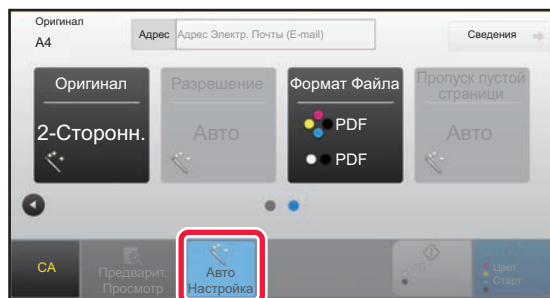 Оригинал
A4
Адрес
Адрес Электр. Почты (E-mail)
Сведения
Оригинал
2-Сторонн.
Разрешение
Авто
Формат Файла
PDF
PDF
Пропуск пустой
страници
Авто
CA
Предварит.
Просмотр
Авто
Настройка
Цвет
Старт